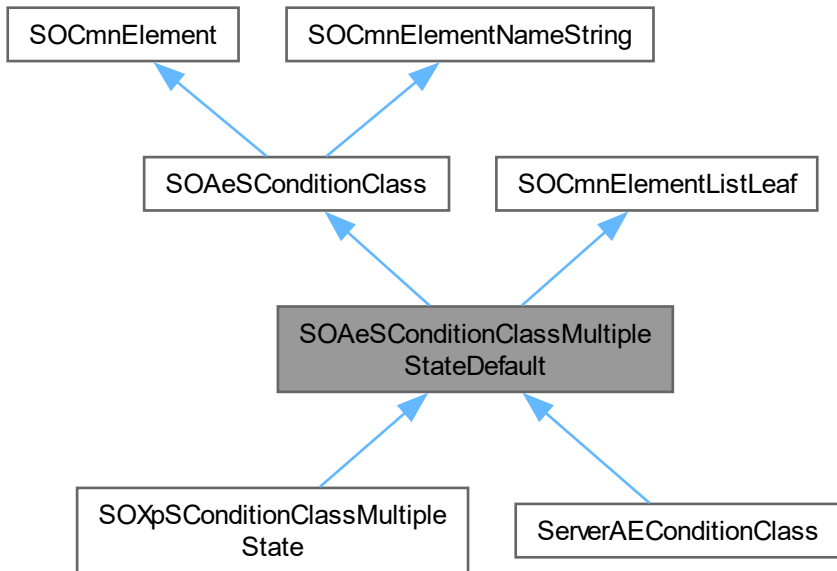 SOCmnElement
SOCmnElementNameString
SOAeSConditionClass
SOCmnElementListLeaf
SOAeSConditionClassMultiple
StateDefault
SOXpSConditionClassMultiple
State
ServerAEConditionClass